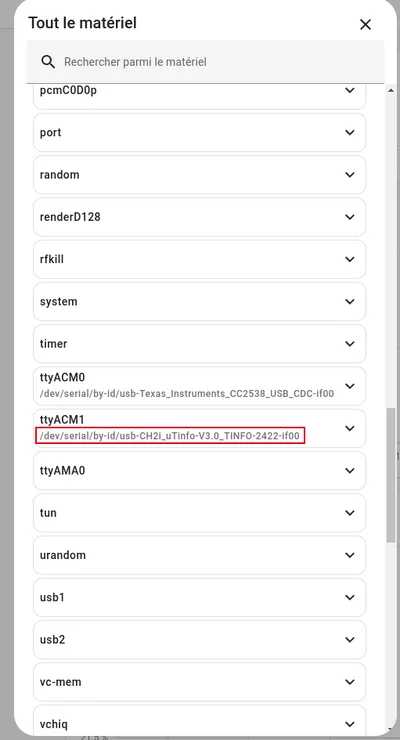 Tout le matériel
Rechercher parmi le matériel
pcmC0D0p
port
random
renderD128
rfkill
system
timer
ttyACM0
/dev/serial/by-id/usb-Texas_Instruments_CC2538_USB_CDC-if00
ttyACM1
/dev/serial/by-id/usb-CH2i_uTinfo-V3.0_TINFO-2422-if00
ttyAMA0
tun
urandom
usb1
usb2
vc-mem
vchiq